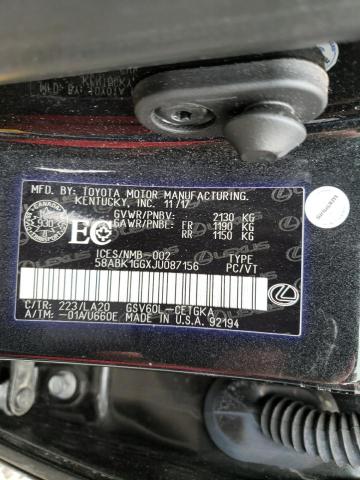 MFD. BY: TOYOTA MOTOR MANUFACTURING.
KENTUCKY, INC. 11/17
GVWR/PNBV: 2130 KG
GAWR/PNBE: FR 1190 KG
RR 1150 KG
EC
ICES/NMB-002
58ABK1GGXJU087156
TYPE:
PC/VT
LEXUS
C/TR: 223/LA20 GSV60L-CETGKA
A/TM: -01A/U660E MADE IN U.S.A. 92194